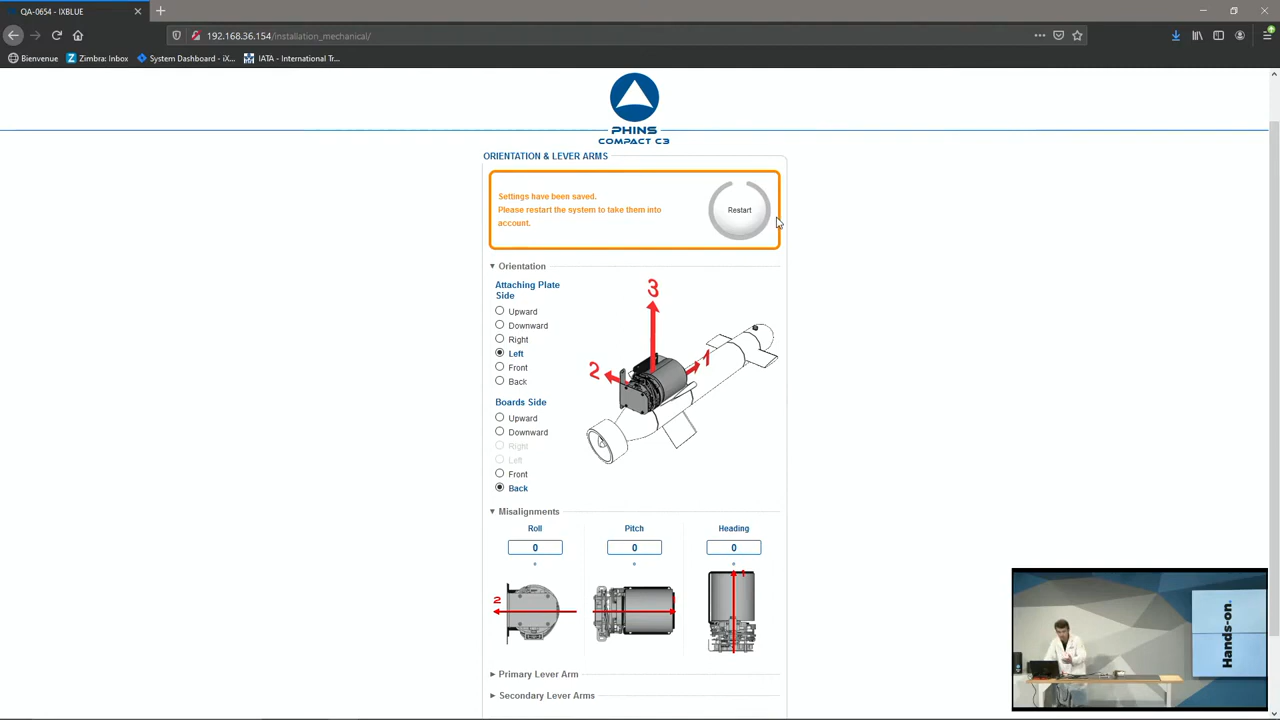 QA-0654 - iXBLUE
192.168.36.154/installation_mechanical/
Bienvenue
Zimbra: Inbox
System Dashboard - iX...
IATA - International Tr...
PHINS
COMPACT C3
ORIENTATION & LEVER ARMS
Settings have been saved.
Please restart the system to take them into
account.
Restart
Orientation
Attaching Plate
Side
Upward
Downward
Right
Left
Front
Back
3
2
1
Boards Side
Upward
Downward
Right
Left
Front
Back
Misalignments
Roll Pitch Heading
0 0 0
° ° °
2
1
Primary Lever Arm
Secondary Lever Arms
Hands-on.